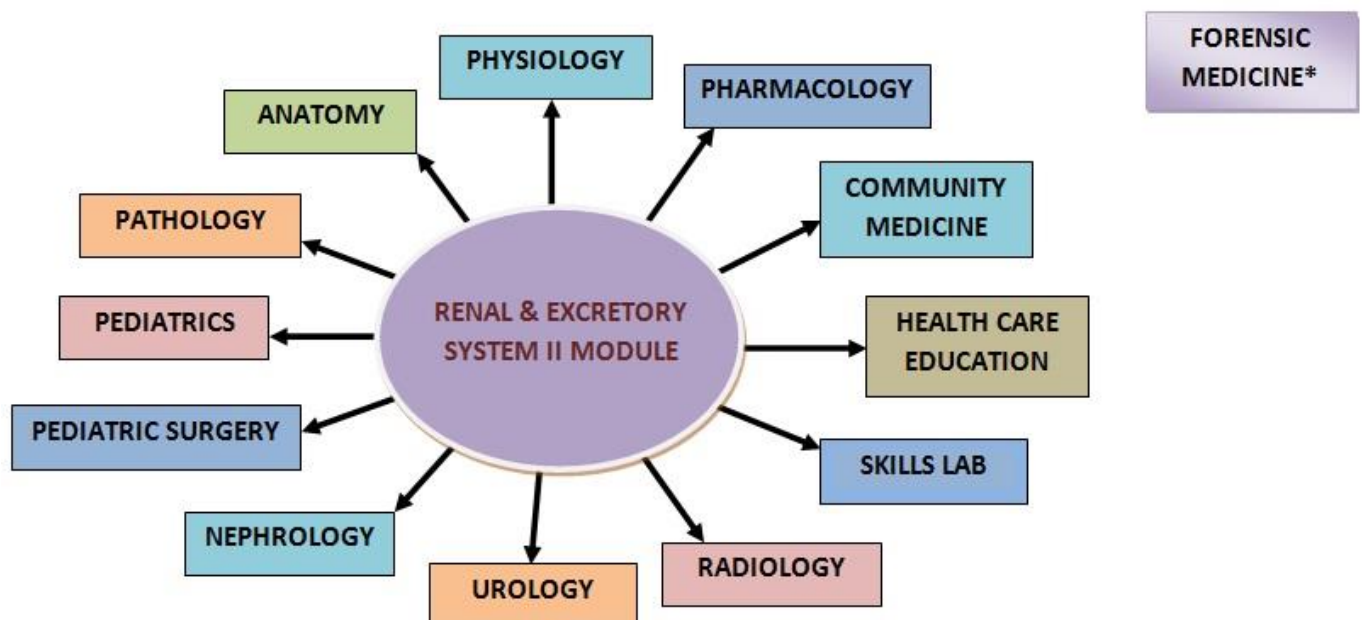 PHYSIOLOGY
FORENSIC
MEDICINE*
PHARMACOLOGY
ANATOMY
COMMUNITY
MEDICINE
PATHOLOGY
RENAL & EXCRETORY
SYSTEM II MODULE
PEDIATRICS
HEALTH CARE
EDUCATION
PEDIATRIC SURGERY
SKILLS LAB
NEPHROLOGY
RADIOLOGY
UROLOGY